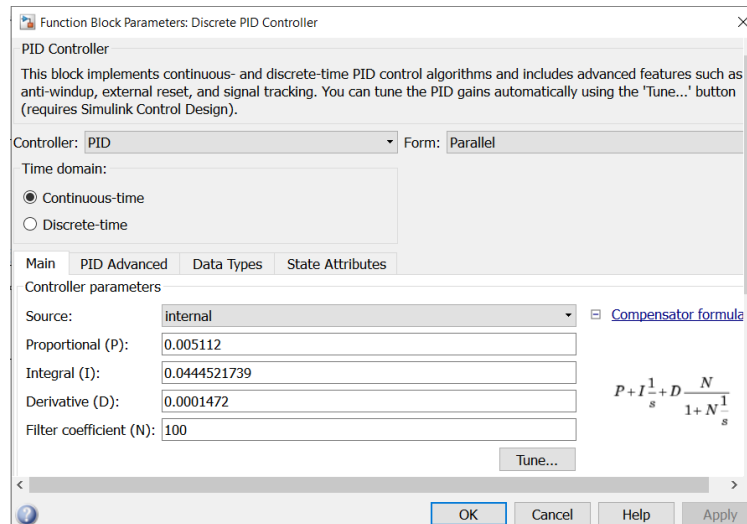 Function Block Parameters: Discrete PID Controller
PID Controller
This block implements continuous- and discrete-time PID control algorithms and includes advanced features such as
anti-windup, external reset, and signal tracking. You can tune the PID gains automatically using the 'Tune...' button
(requires Simulink Control Design).
Controller: PID Form: Parallel
Time domain:
Continuous-time
Discrete-time
Main PID Advanced Data Types State Attributes
Controller parameters
Source: internal Compensator formula
Proportional (P): 0.005112
Integral (I): 0.0444521739
Derivative (D): 0.0001472
Filter coefficient (N): 100
P+I 1/s +D N/(1+N 1/s)
Tune...
OK Cancel Help Apply